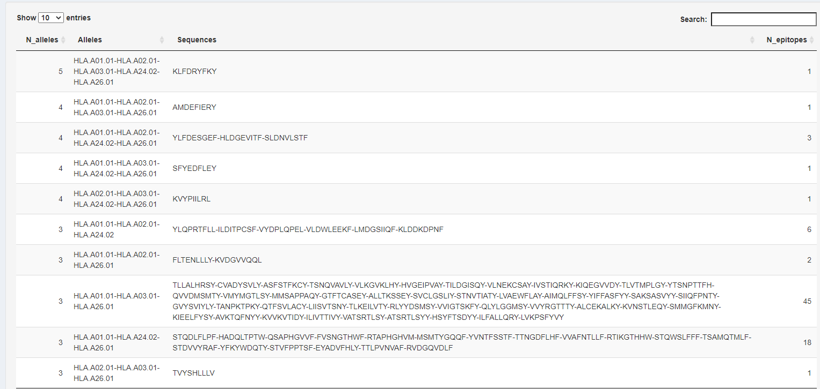 Show 10 entries
Search:
N_alleles Alleles Sequences N_epitopes
5 HLA.A01.01-HLA.A02.01-HLA.A03.01-HLA.A24.02-HLA.A26.01 KLFDRYFKY 1
4 HLA.A01.01-HLA.A02.01-HLA.A03.01-HLA.A26.01 AMDEFIERY 1
4 HLA.A01.01-HLA.A02.01-HLA.A24.02-HLA.A26.01 YLFDESGEF-HLDGEVITF-SLDNVLSTF 3
4 HLA.A01.01-HLA.A03.01-HLA.A24.02-HLA.A26.01 SFYEDFLEY 1
4 HLA.A02.01-HLA.A03.01-HLA.A24.02-HLA.A26.01 KVYPIILRL 1
3 HLA.A01.01-HLA.A02.01-HLA.A24.02 YLQPRTFLL-ILDITPCSF-VYDPLQPEL-VLDWLEEKF-LMDGSIIQF-KLDDKDPNF 6
3 HLA.A01.01-HLA.A02.01-HLA.A26.01 FLTENLLLY-KVDGVVQQL 2
3 HLA.A01.01-HLA.A03.01-HLA.A26.01 TLLALHRSY-CVADYSVLY-ASFSTFKCY-TSNQVAVLY-VLKGVKLHY-HVGEIPVAY-TILDGISQY-VLNEKCSAY-IVSTIQRKY-KIQEGVVDY-TLVTMPLGY-YTSNPTTFH-
QVVDMSMTY-VMYMGTLSY-MMSAPPAQY-GTFTCASEY-ALLTKSSEY-SVCLGSLIY-STNVTIATY-LVAEWFLAY-AIMQLFFSY-YIFFASFYY-SAKSASVYY-SIIQFPNTY-
GVVYSVIYLY-TANPKTPKY-QTFSVLACY-LIISVTSNY-TLKEILVTY-RLYYDSMSY-VVIGTSKFY-QLYLGGMSY-VVYRGTTTY-ALCEKALKY-KVNSTLEQY-SMMGFKMNY-
KIEELFYSY-AVKTQFNYY-KVVKVTIDY-ILIVTTIVY-VATSRTLSY-ATSRTLSYY-HSYFTSDYY-ILFALLQRY-LVKPSFYVY 45
3 HLA.A01.01-HLA.A24.02-HLA.A26.01 STQDLFLPF-HADQLTPTW-QSAPHGVVF-FVSNGTHWF-RTAPHGHVM-MSMTYGQQF-YVNTFSSTF-TTNGDFLHF-VVAFNTLLF-RTIKGTHHW-STQWSLFFF-TSAMQTMLF-
STDVVYRAF-YFKYWDQTY-STVFPPTSF-EYADVFHLY-TTLPVNVAF-RVDGQVDLF 18
3 HLA.A02.01-HLA.A03.01-HLA.A26.01 TVYSHLLLV 1